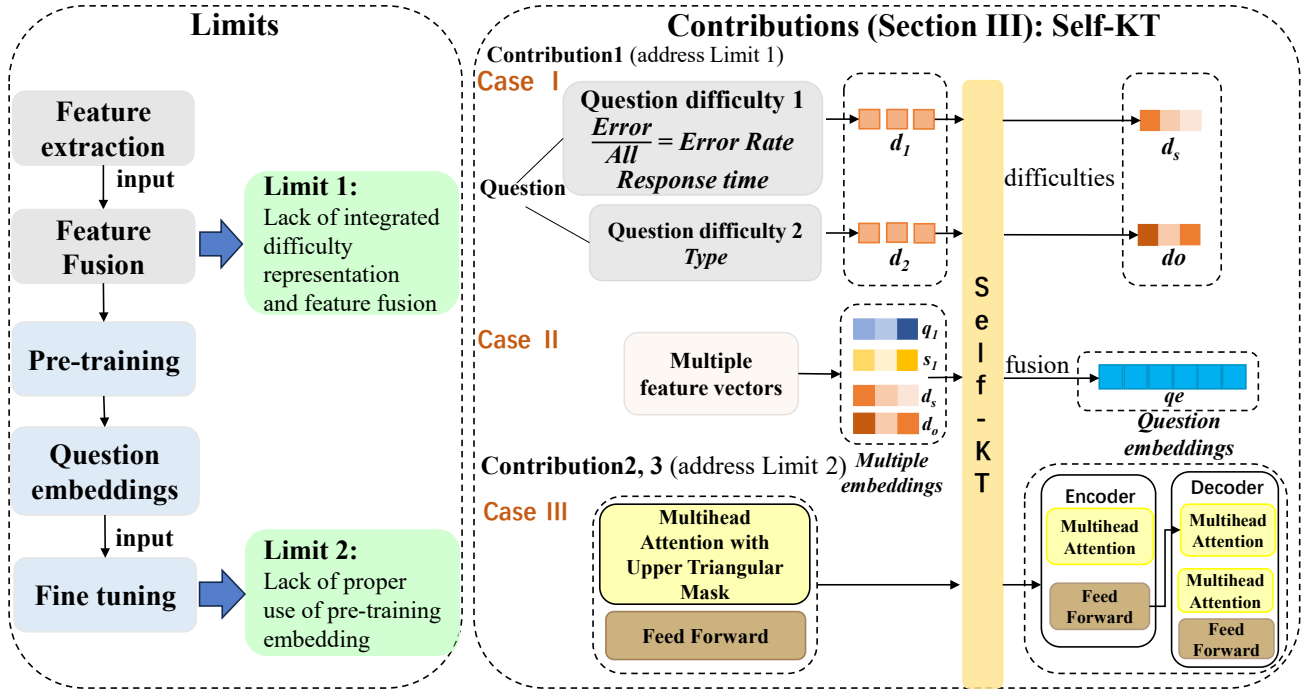 Limits
Feature
extraction
input
Feature
Fusion
Limit 1:
Lack of integrated
difficulty
representation
and feature fusion
Pre-training
Question
embeddings
input
Fine tuning
Limit 2:
Lack of proper
use of pre-training
embedding
Contributions (Section III): Self-KT
Contribution1 (address Limit 1)
Case I
Question
Question difficulty 1
Error
All
= Error Rate
Response time
d1
Question difficulty 2
Type
d2
difficulties
ds
do
Case II
Multiple
feature vectors
q1
s1
ds
do
Multiple
embeddings
Self-KT
fusion
qe
Question
embeddings
Contribution2, 3 (address Limit 2)
Case III
Multihead
Attention with
Upper Triangular
Mask
Feed Forward
Encoder
Multihead
Attention
Feed
Forward
Decoder
Multihead
Attention
Multihead
Attention
Feed
Forward